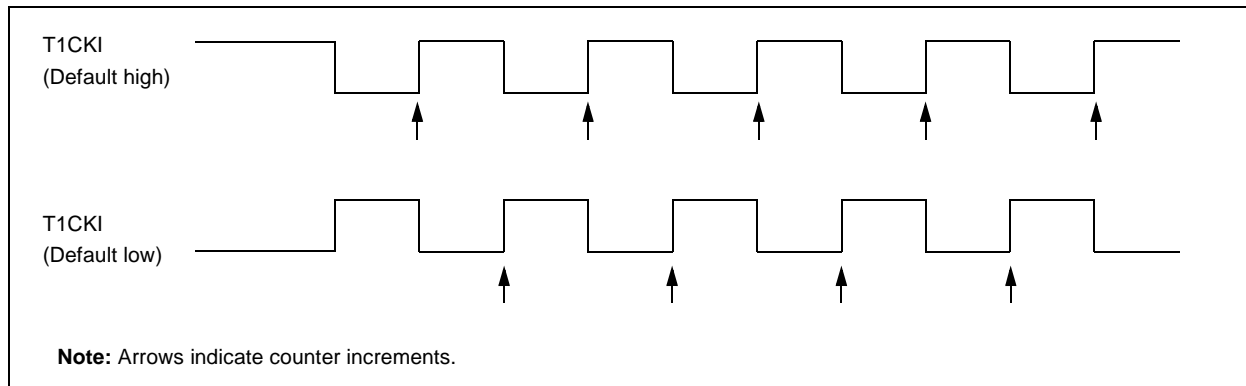 T1CKI
(Default high)
T1CKI
(Default low)
Note: Arrows indicate counter increments.